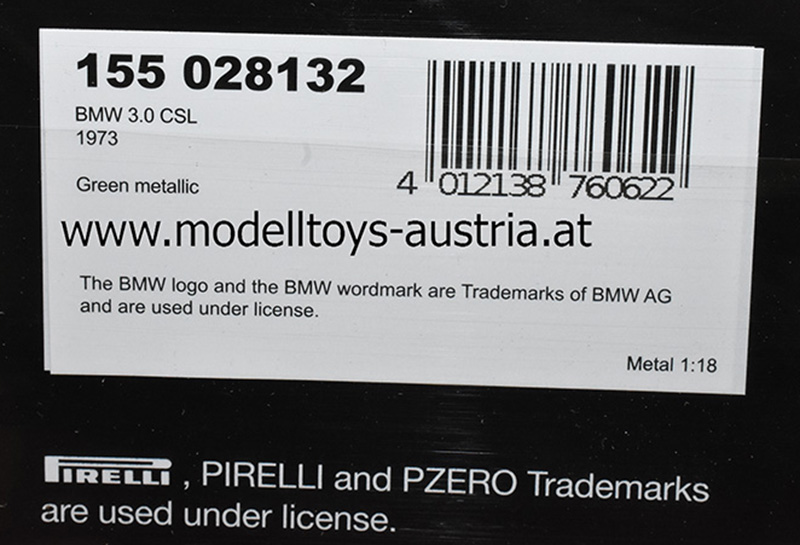 155 028132
BMW 3.0 CSL
1973
Green metallic
4 012138 760622
www.modelltoys-austria.at
The BMW logo and the BMW wordmark are Trademarks of BMW AG
and are used under license.
Metal 1:18
PIRELLI , PIRELLI and PZERO Trademarks
are used under license.